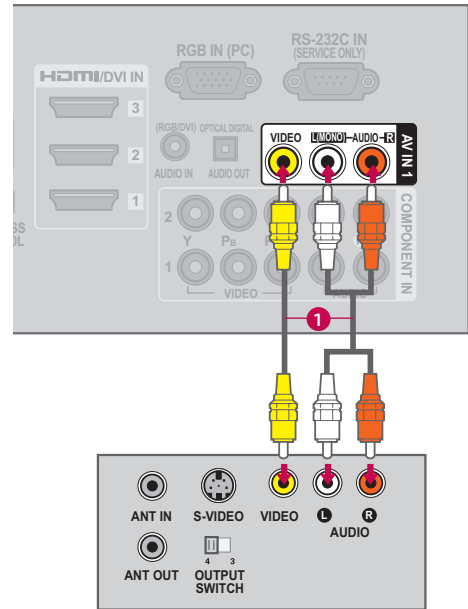 RGB IN (PC)
RS-232C IN
(SERVICE ONLY)
HDMI/DVI IN
3
2
1
(RGB/DVI)
OPTICAL DIGITAL
AUDIO IN
AUDIO OUT
VIDEO
L(MONO)
AUDIO
R
AV IN 1
COMPONENT IN
2
Y
PB
1
VIDEO
1
ANT IN
S-VIDEO
VIDEO
L
R
AUDIO
4
3
ANT OUT
OUTPUT
SWITCH